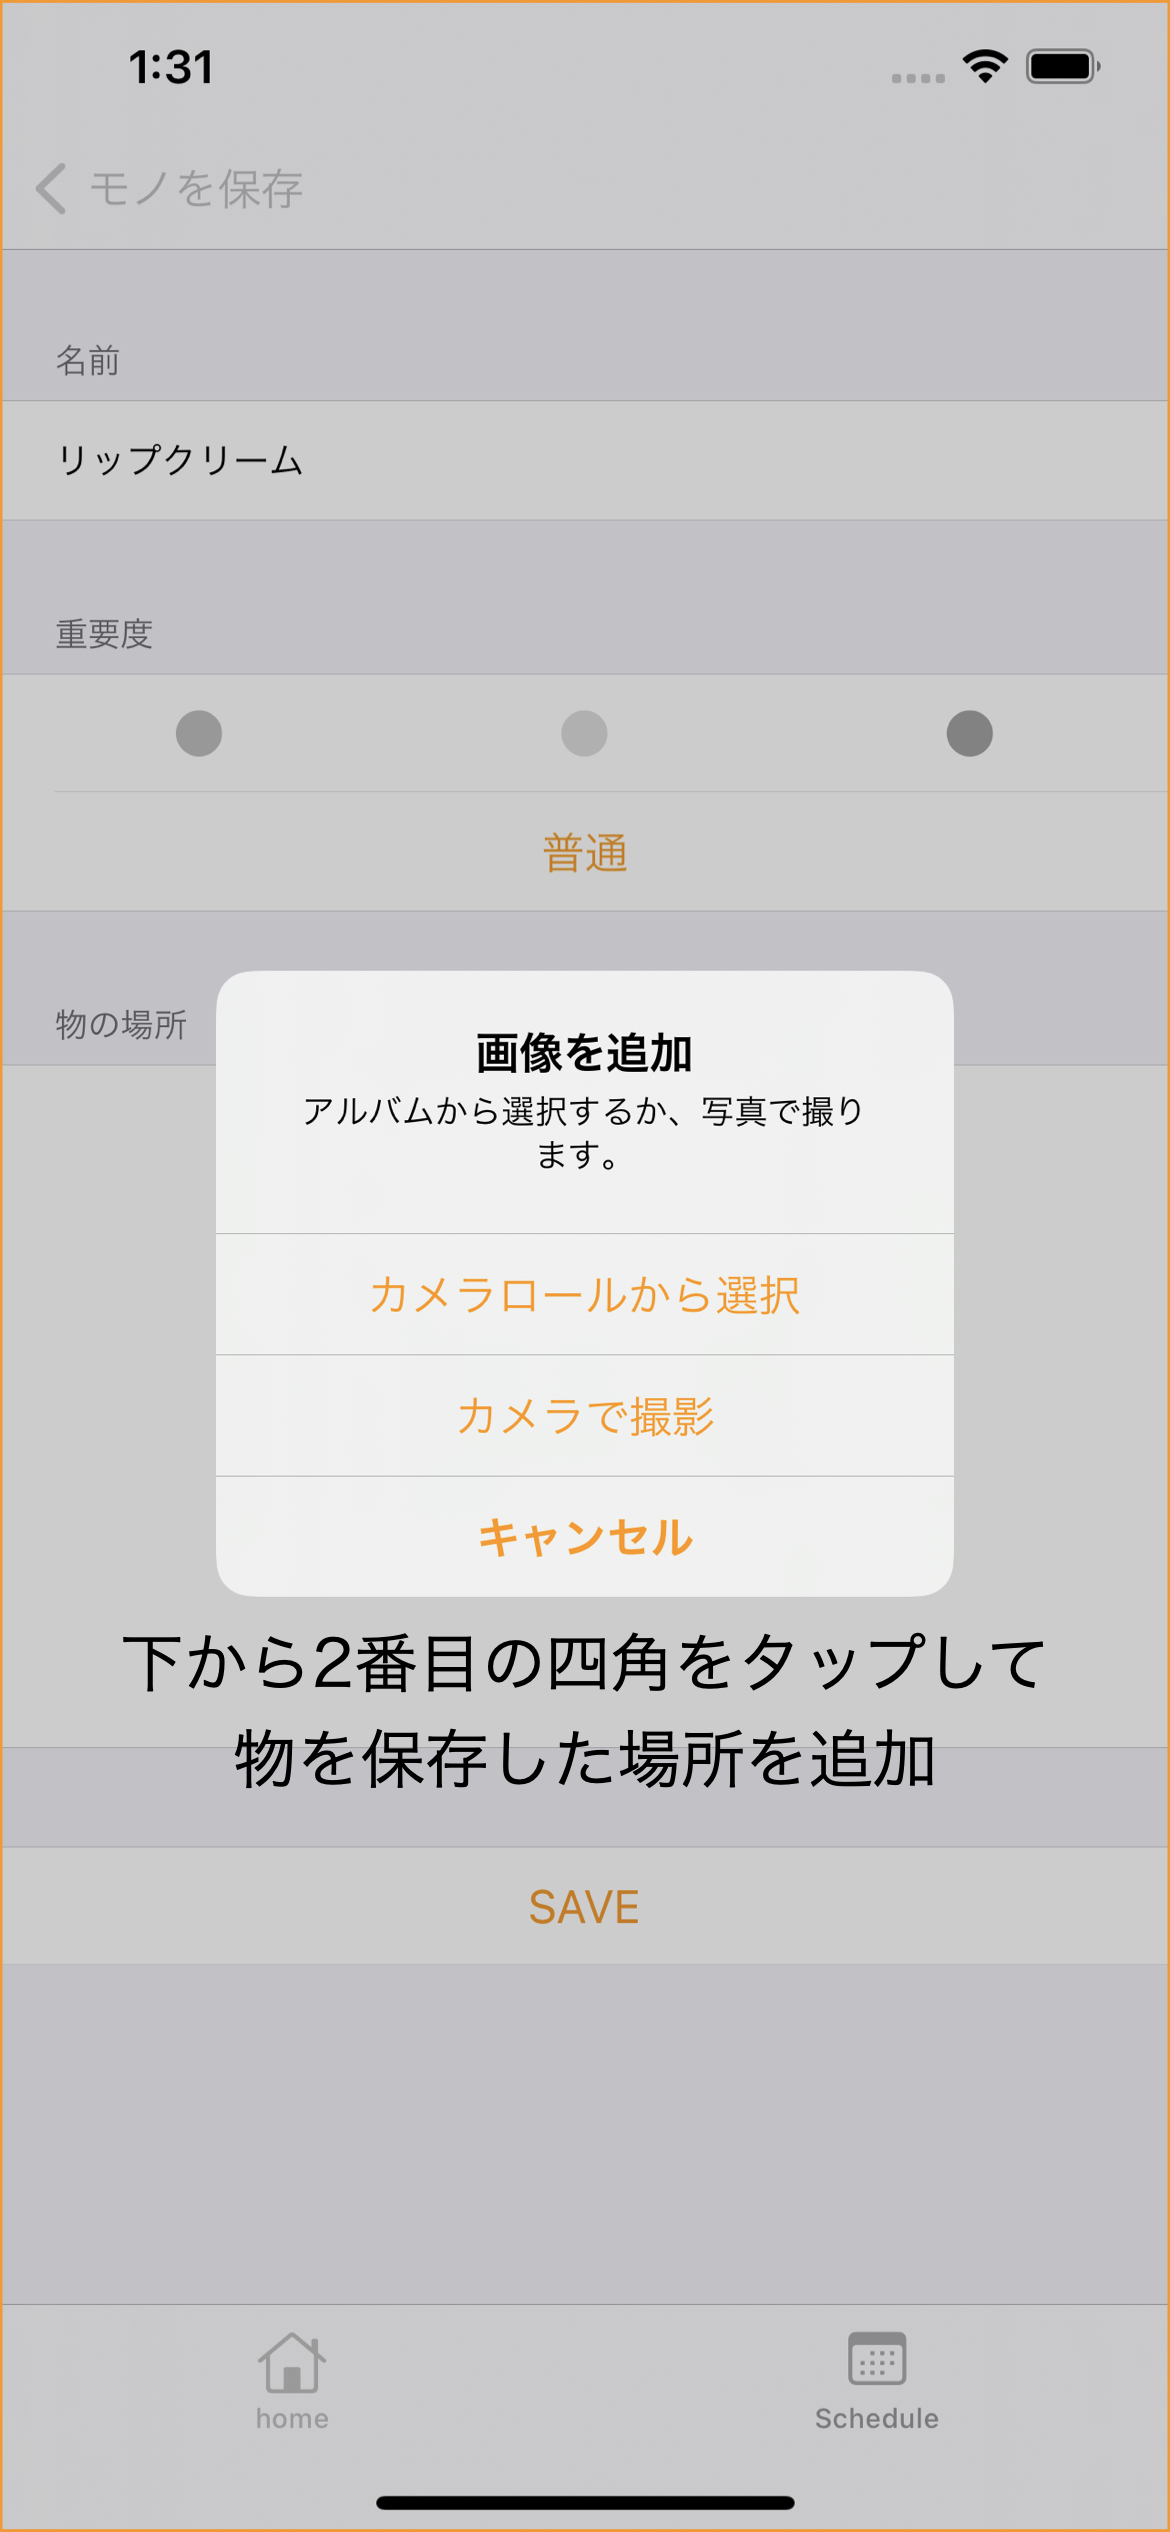 1:31
モノを保存
名前
リップクリーム
重要度
普通
物の場所
画像を追加
アルバムから選択するか、写真で撮り
ます。
カメラロールから選択
カメラで撮影
キャンセル
下から2番目の四角をタップして
物を保存した場所を追加
SAVE
home
Schedule